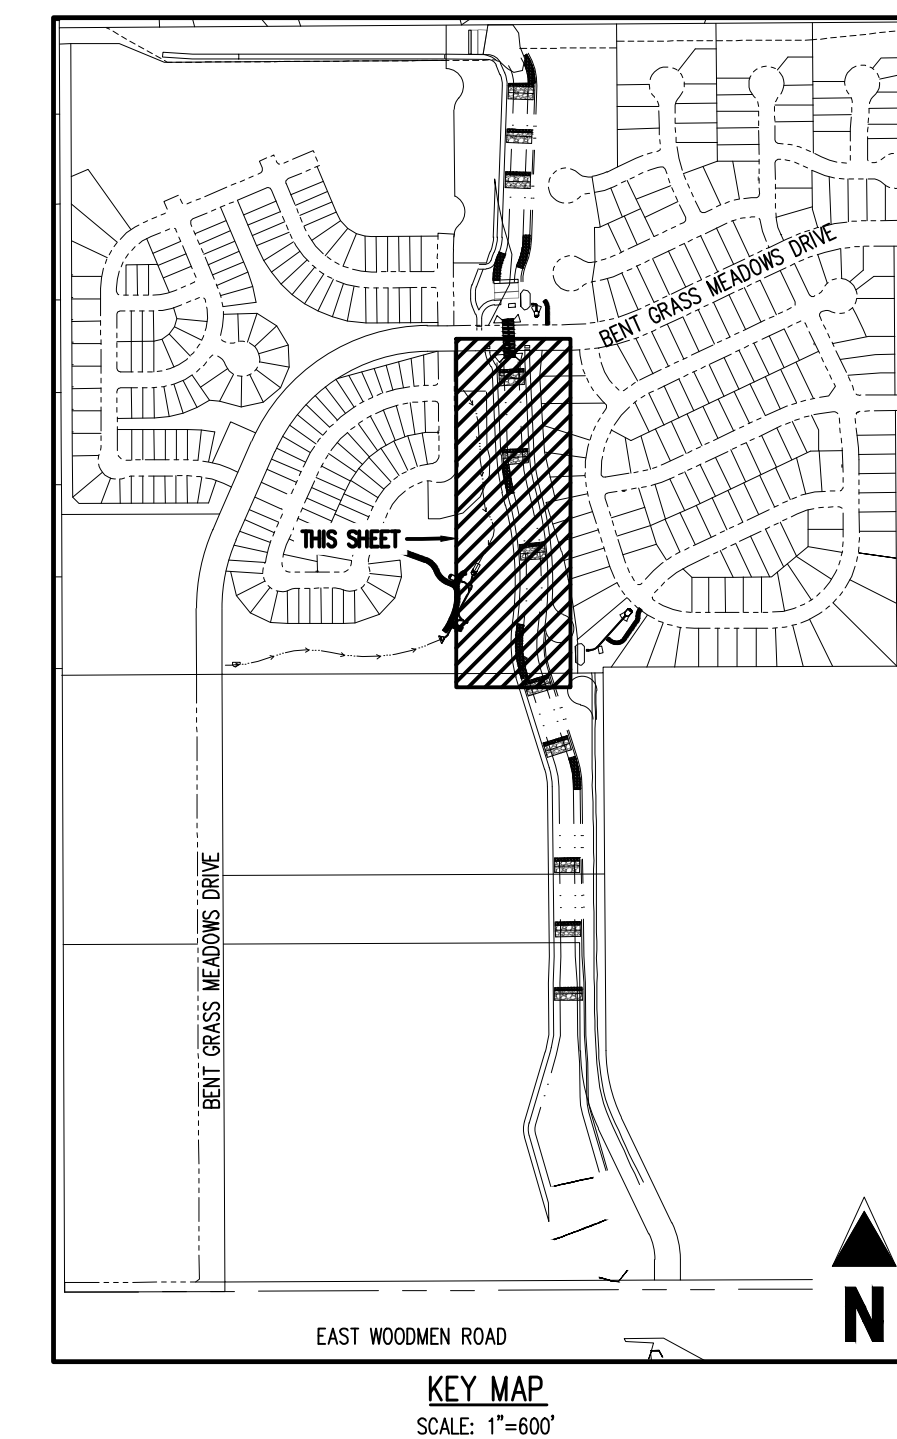 BENT GRASS MEADOWS DRIVE
THIS SHEET
BENT GRASS MEADOWS DRIVE
N
EAST WOODMEN ROAD
KEY MAP
SCALE: 1"=600'